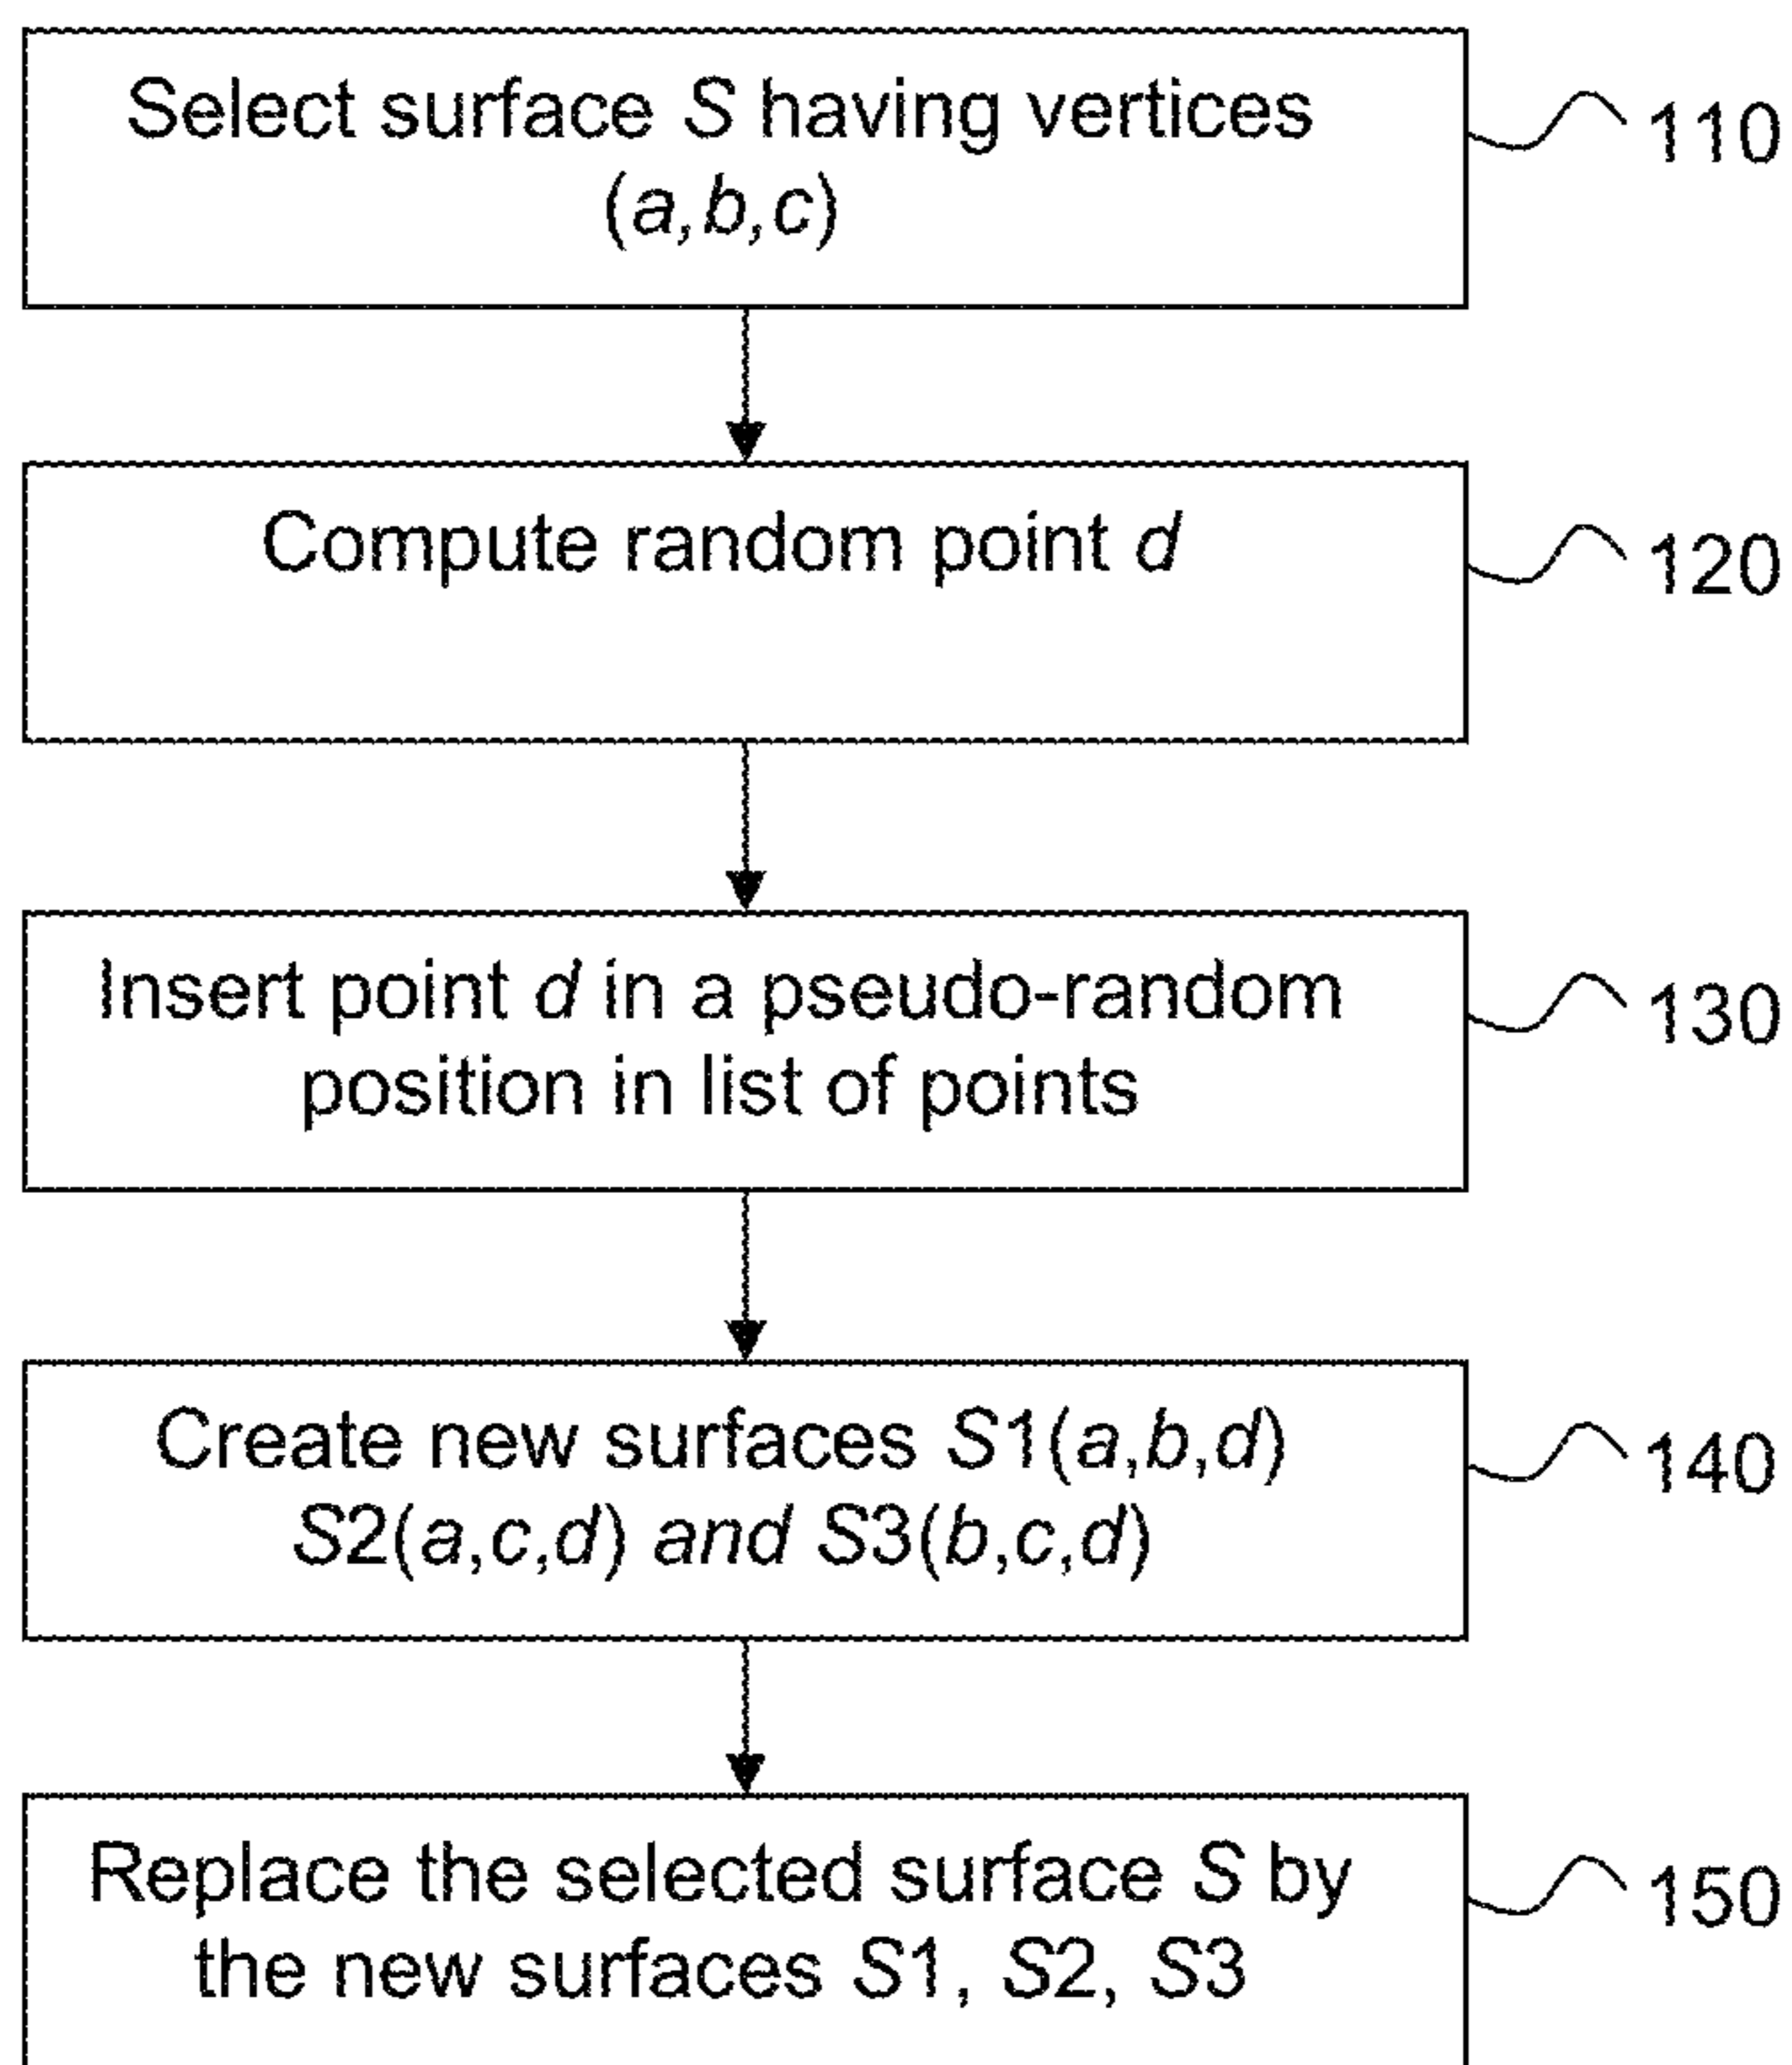 Select surface S having vertices
(a,b,c)
110
Compute random point d
120
Insert point d in a pseudo-random
position in list of points
130
Create new surfaces S1(a,b,d)
S2(a,c,d) and S3(b,c,d)
140
Replace the selected surface S by
the new surfaces S1, S2, S3
150